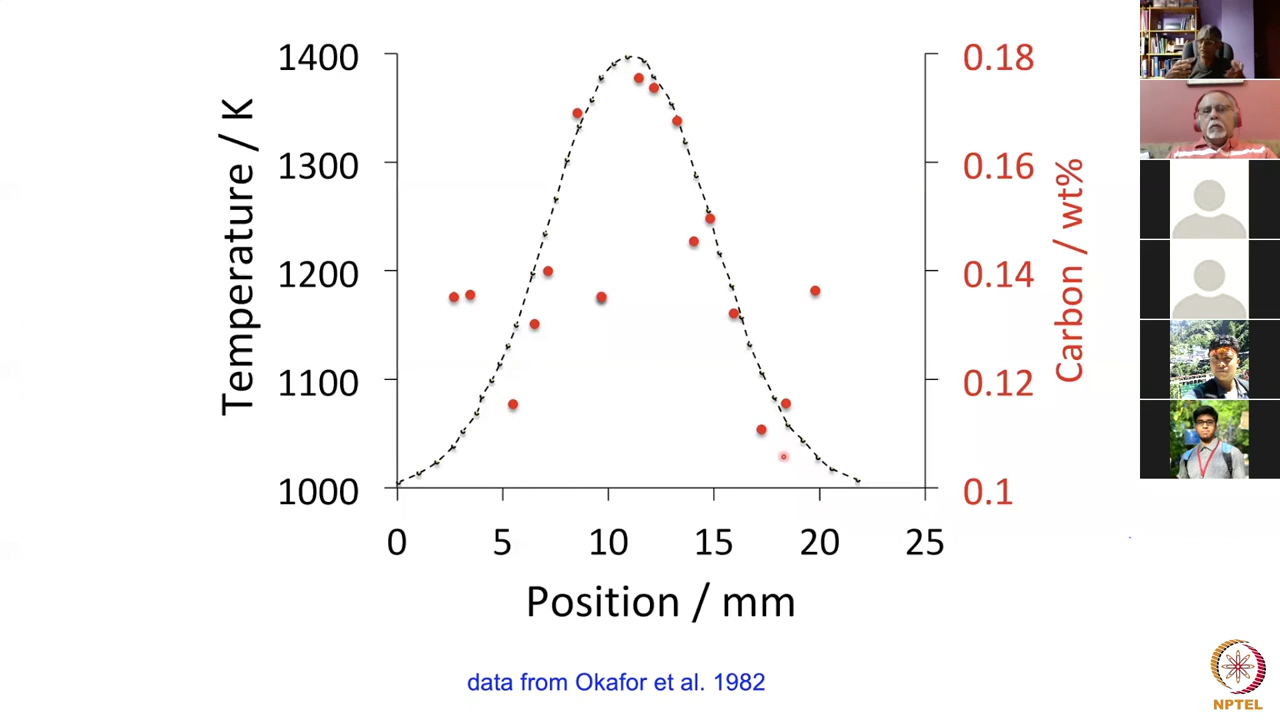 Temperature / K
1400
1300
1200
1100
1000
0.18
0.16
0.14
0.12
0.1
Carbon / wt%
0 5 10 15 20 25
Position / mm
data from Okafor et al. 1982
NPTEL